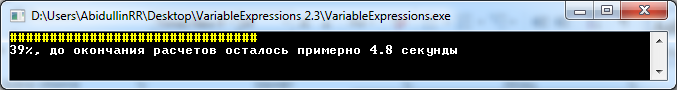 D:\Users\AbidullinRR\Desktop\VariableExpressions 2.3\VariableExpressions.exe
###############################
39%, до окончания расчетов осталось примерно 4.8 секунды